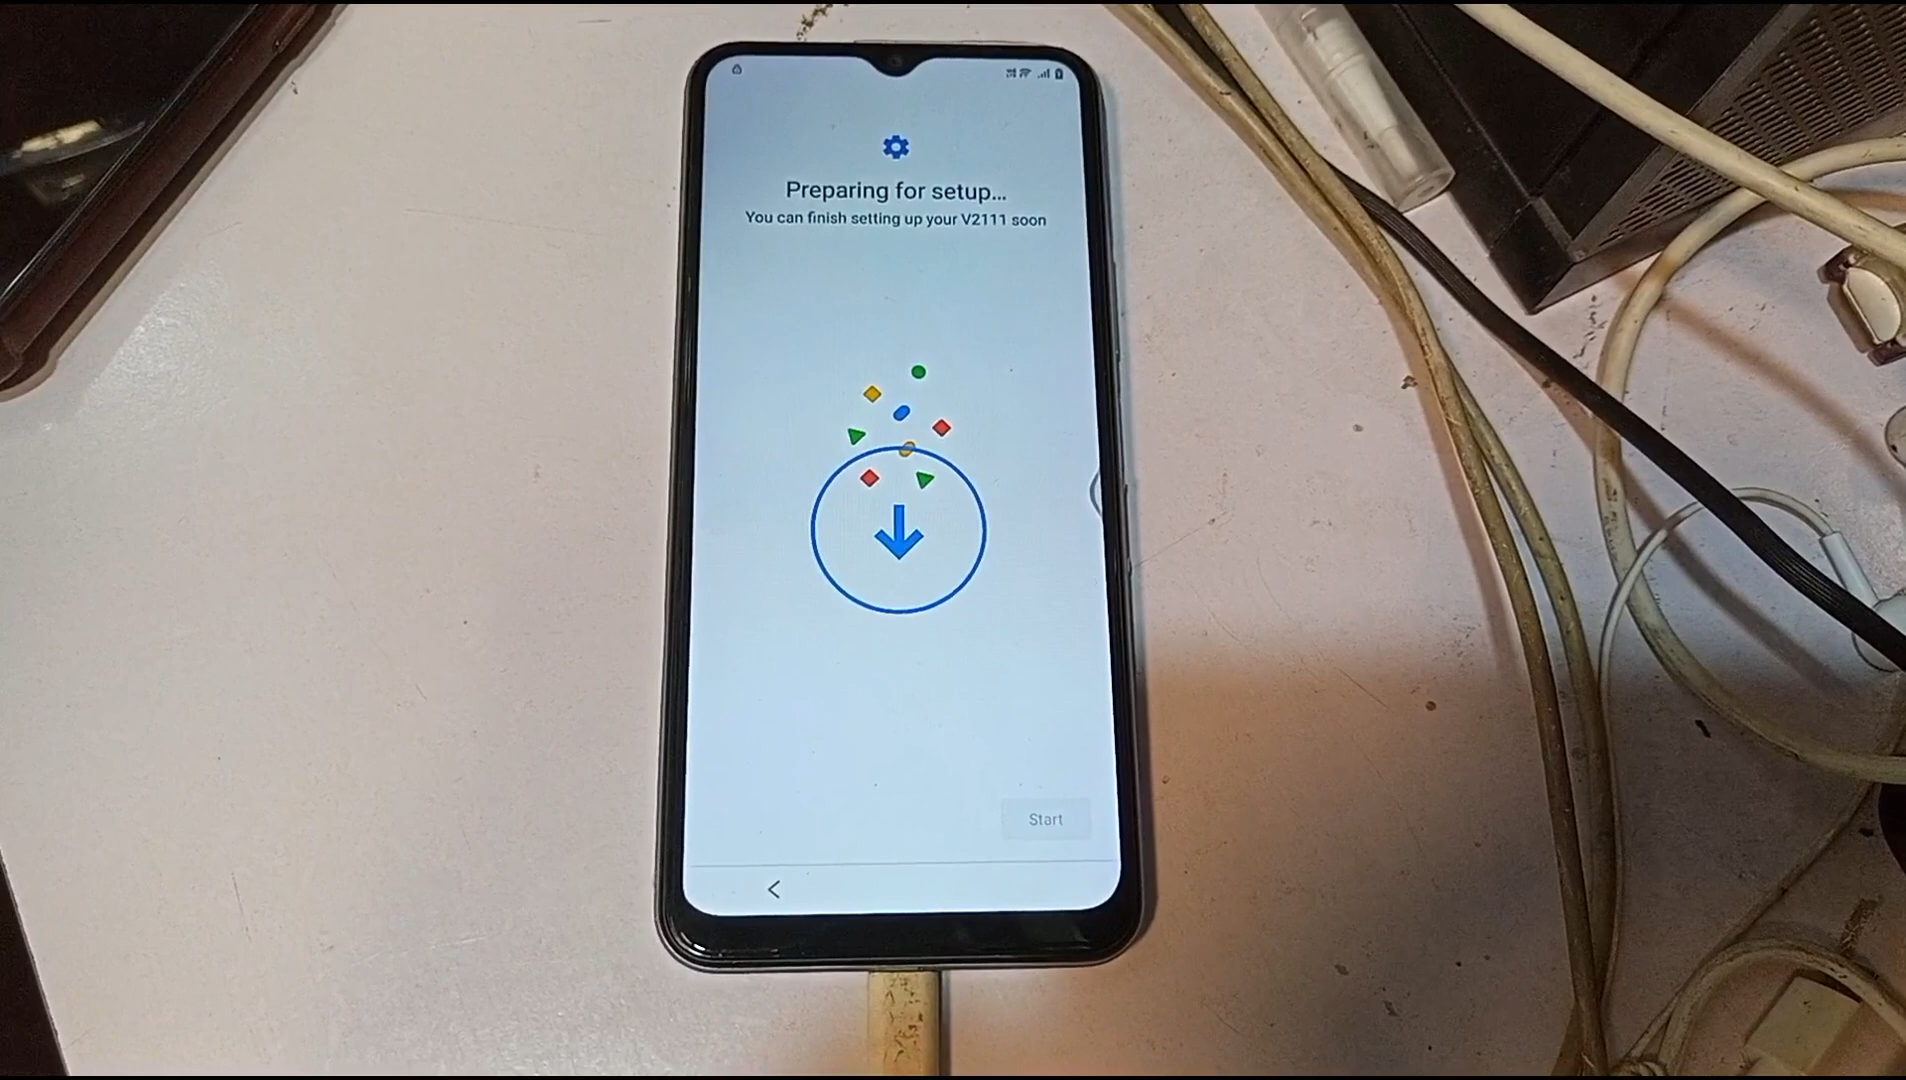 Preparing for setup...
You can finish setting up your V2111 soon
Start